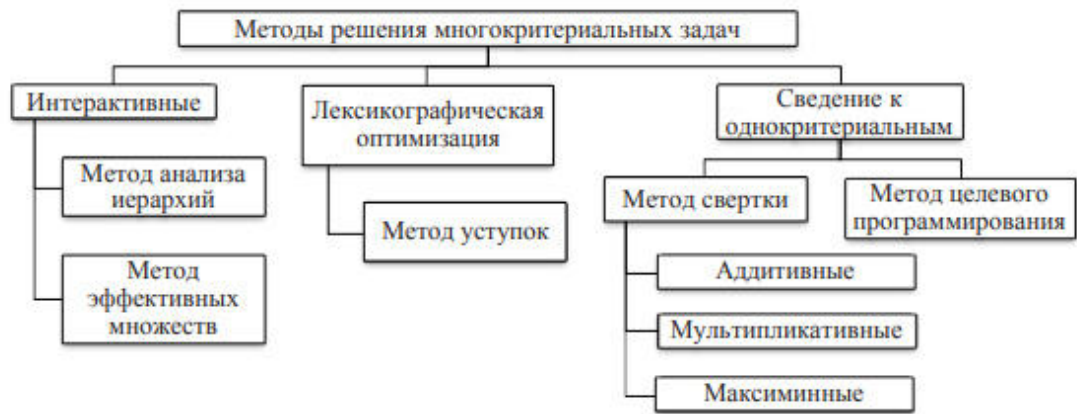 Методы решения многокритериальных задач
Интерактивные
Лексикографическая
оптимизация
Сведение к
однокритериальным
Метод анализа
иерархий
Метод уступок
Метод свертки
Метод целевого
программирования
Метод
эффективных
множеств
Аддитивные
Мультипликативные
Максиминные